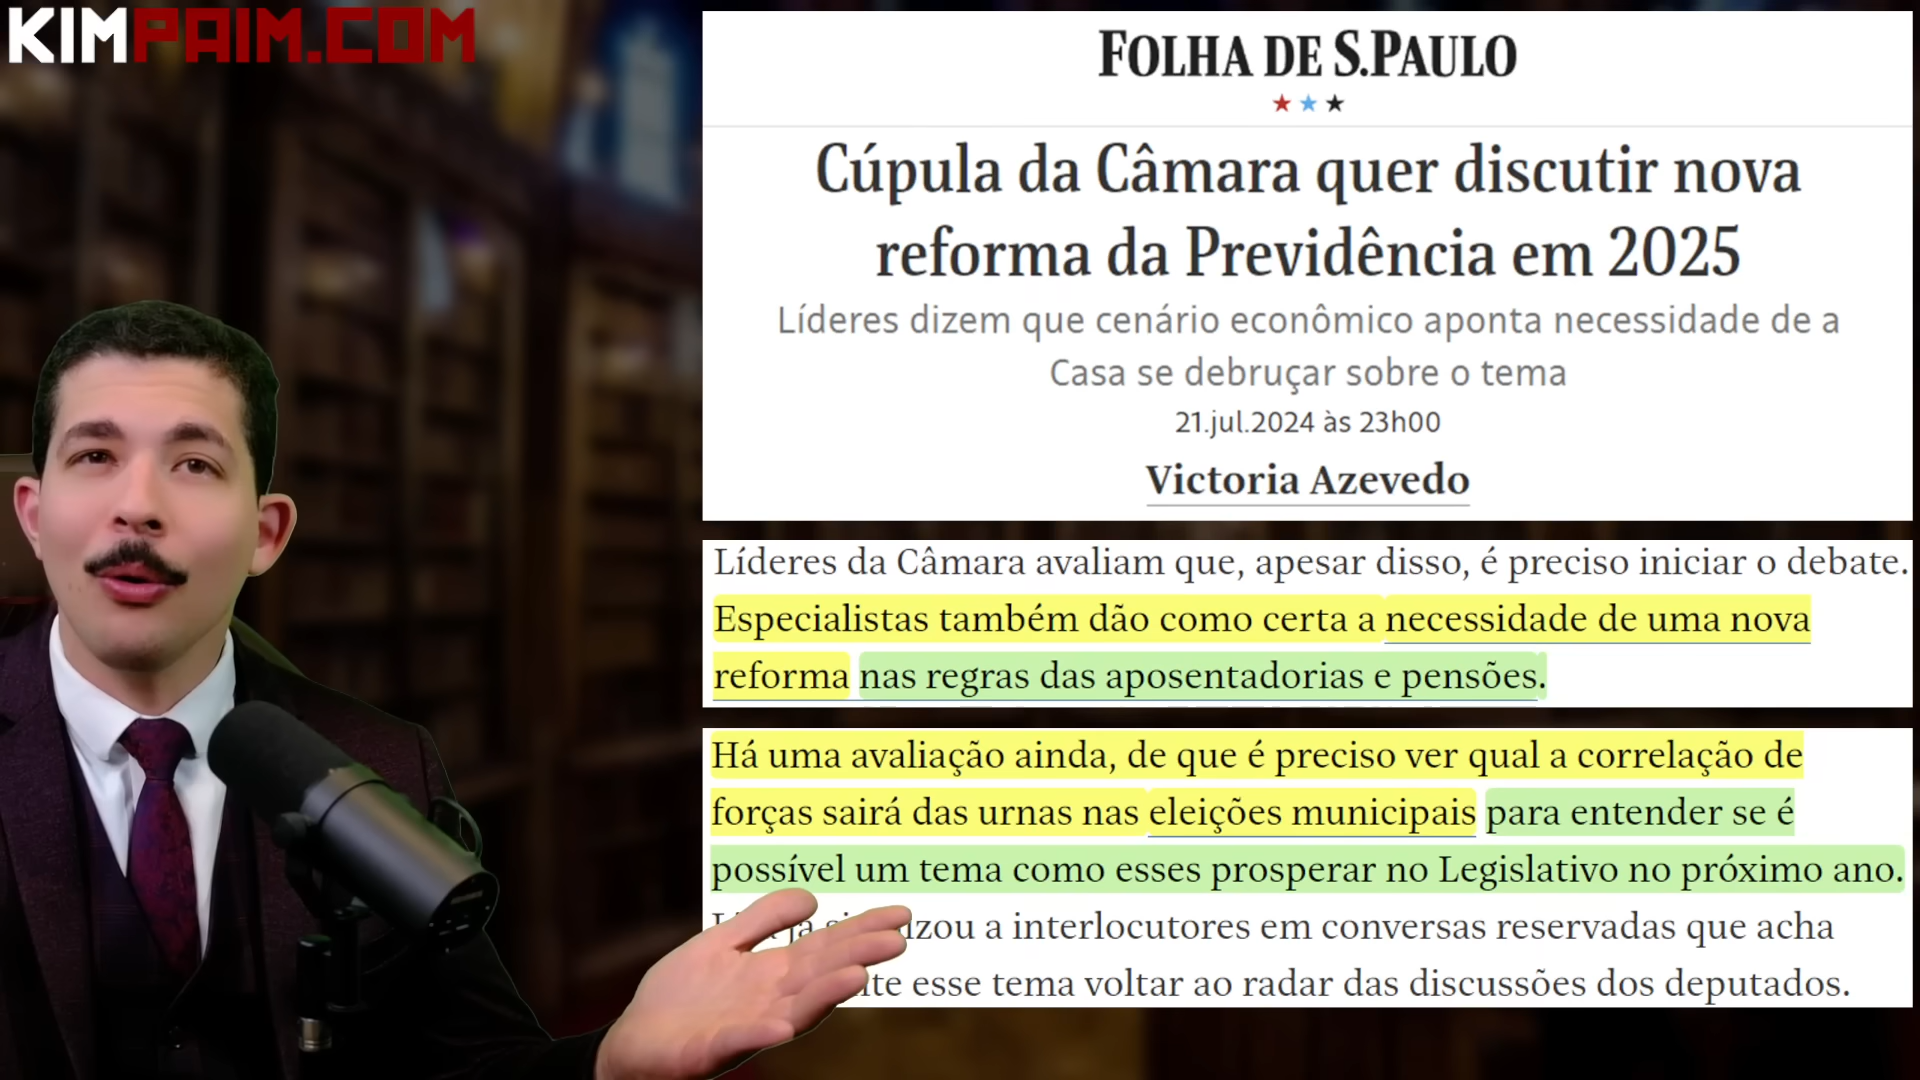 KIMPAIM.COM
FOLHA DE S.PAULO
Cúpula da Câmara quer discutir nova
reforma da Previdência em 2025
Líderes dizem que cenário econômico aponta necessidade de a
Casa se debruçar sobre o tema
21.jul.2024 às 23h00
Victoria Azevedo
Líderes da Câmara avaliam que, apesar disso, é preciso iniciar o debate.
Especialistas também dão como certa a necessidade de uma nova
reforma nas regras das aposentadorias e pensões.
Há uma avaliação ainda, de que é preciso ver qual a correlação de
forças sairá das urnas nas eleições municipais para entender se é
possível um tema como esses prosperar no Legislativo no próximo ano.
já a interlocutores em conversas reservadas que acha
esse tema voltar ao radar das discussões dos deputados.